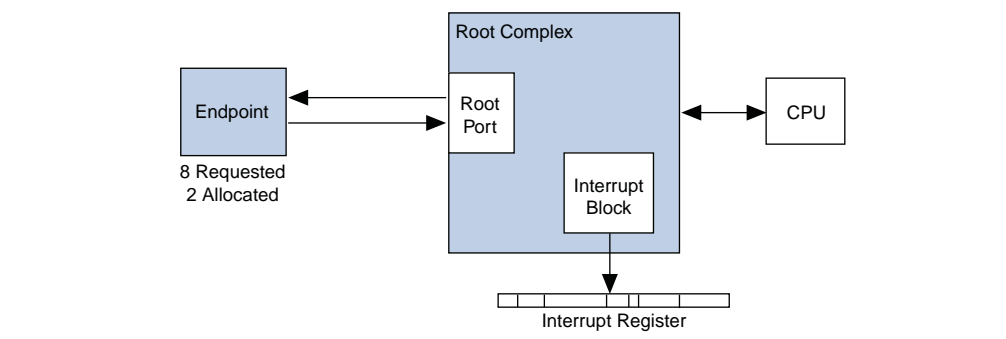 Root Complex
Endpoint
8 Requested
2 Allocated
Root
Port
Interrupt
Block
CPU
Interrupt Register